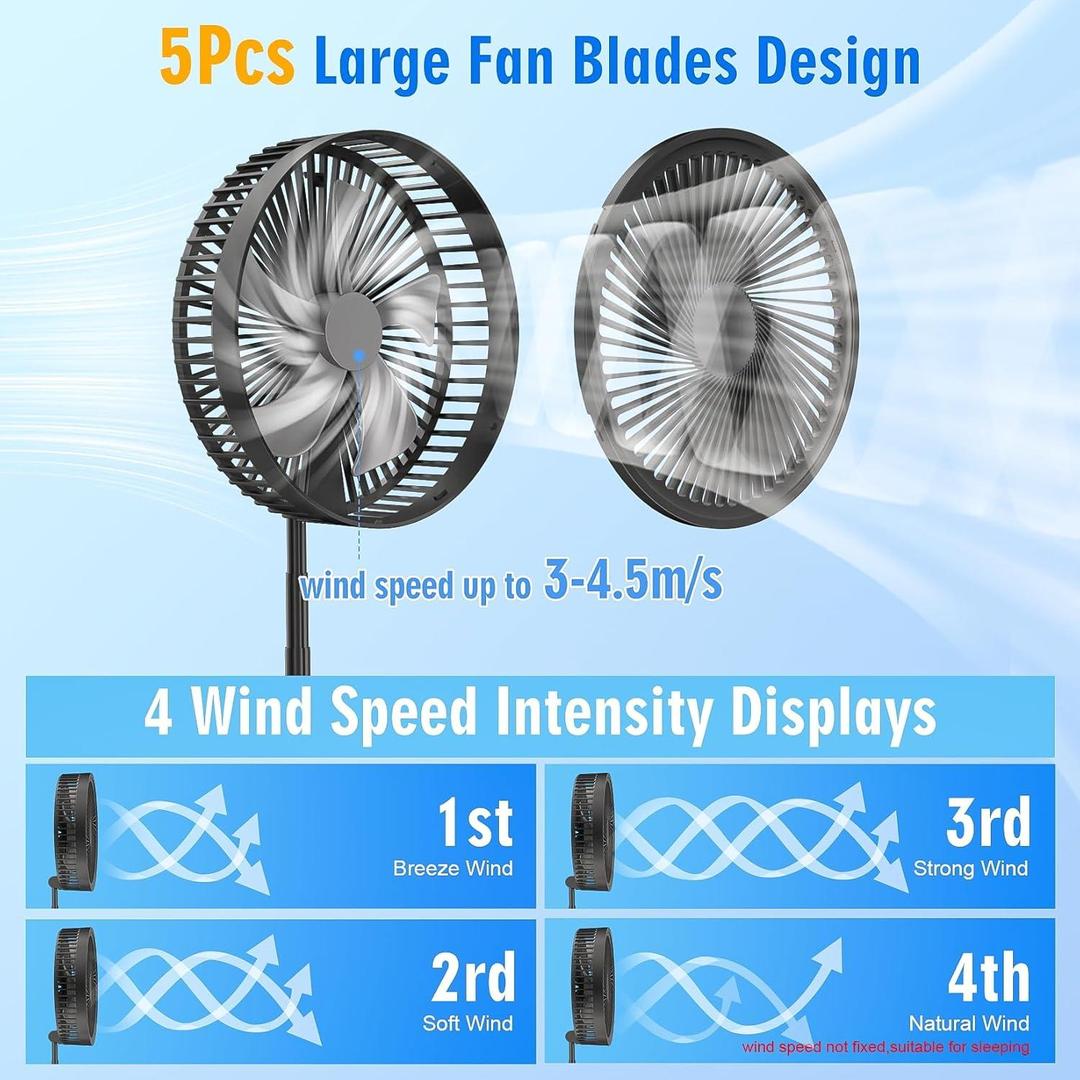 5Pcs Large Fan Blades Design
wind speed up to 3-4.5m/s
4 Wind Speed Intensity Displays
1st
Breeze Wind
3rd
Strong Wind
2rd
Soft Wind
4th
Natural Wind
wind speed not fixed,suitable for sleeping